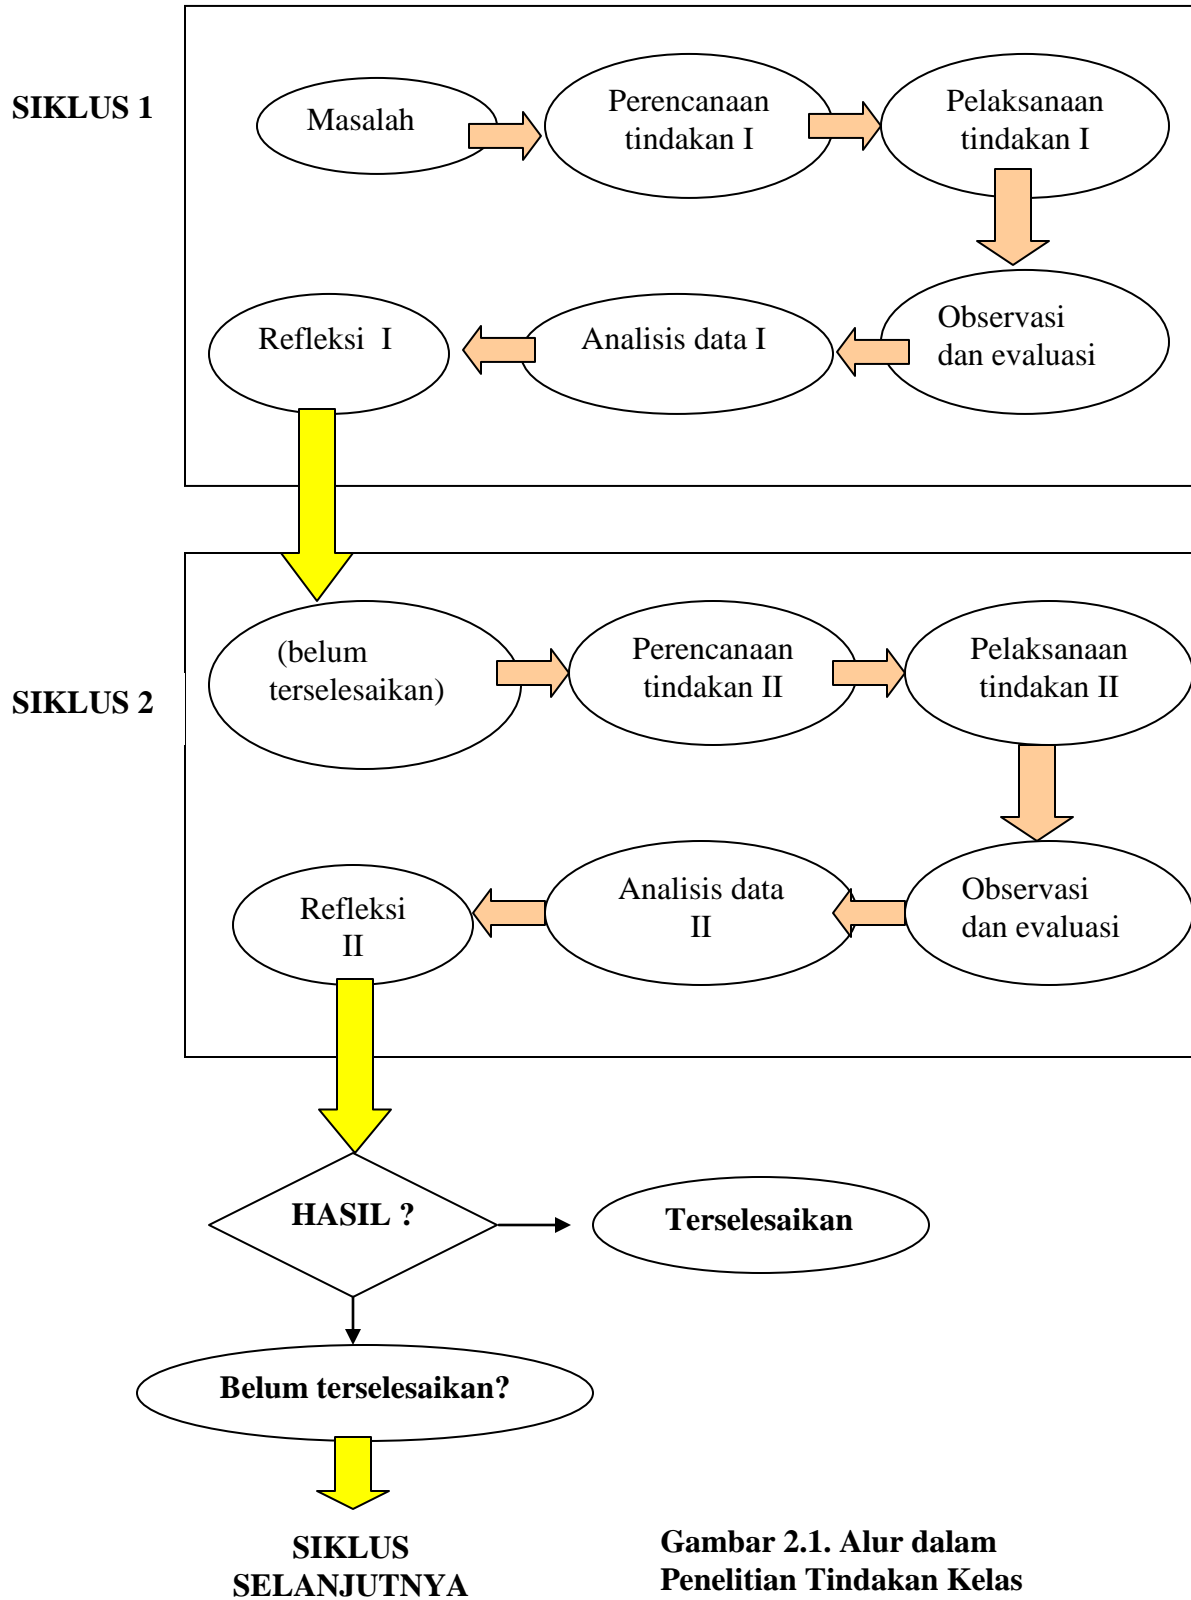 SIKLUS 1
Masalah
Perencanaan
tindakan I
Pelaksanaan
tindakan I
Observasi
dan evaluasi
Analisis data I
Refleksi I
SIKLUS 2
(belum
terselesaikan)
Perencanaan
tindakan II
Pelaksanaan
tindakan II
Observasi
dan evaluasi
Analisis data
II
Refleksi
II
HASIL ?
Terselesaikan
Belum terselesaikan?
SIKLUS
SELANJUTNYA
Gambar 2.1. Alur dalam
Penelitian Tindakan Kelas